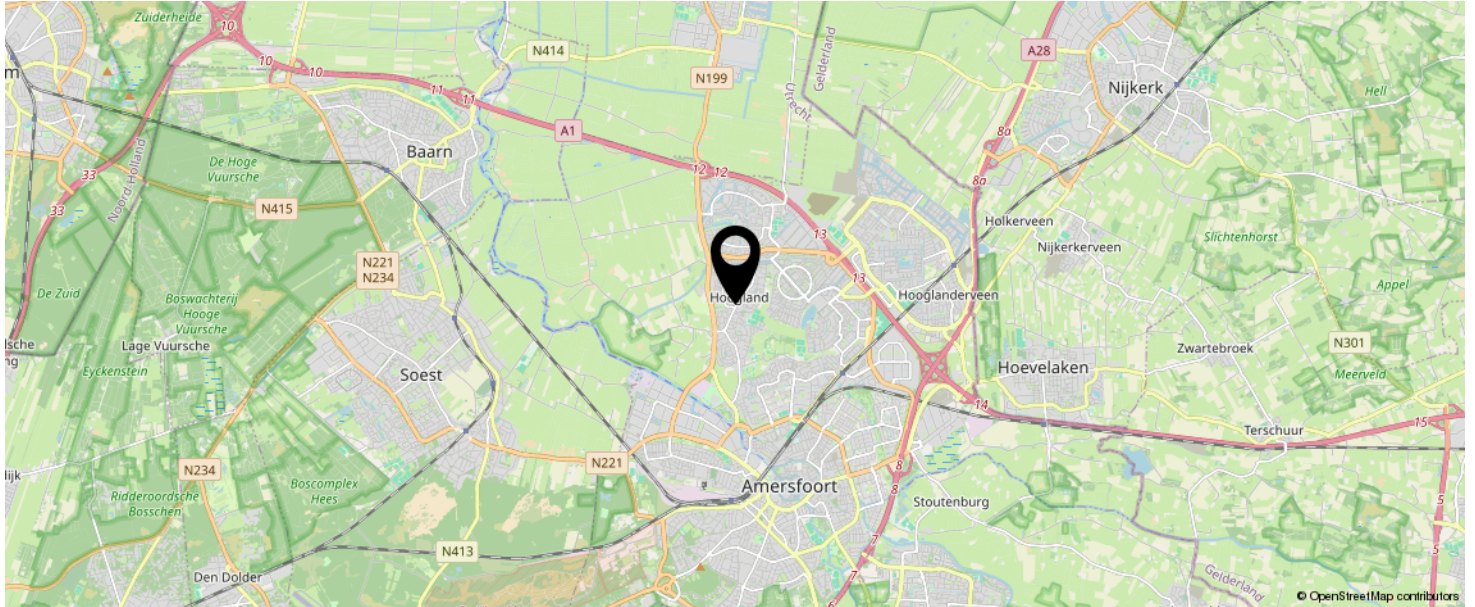 Zuiderheide
10
N414
10
10
N199
Gelderland
Utrecht
A28
Nijkerk
Hell
11
11
A1
8a
8a
Baarn
De Hoge
Vuursche
12
12
33
33
Noord-Holland
N415
Holkerveen
Nijkerkerveen
Slichtenhorst
13
13
N221
N234
De Zuid
Boswachterij
Hooge
Vuursche
Hoogland
Hooglanderveen
Appel
Lage Vuursche
Eyckenstein
Zwartebroek
N301
Meerveld
Soest
Hoevelaken
14
15
Terschuur
N234
N221
8
8
Ridderoordsche
Bosschen
Boscomplex
Hees
Amersfoort
Stoutenburg
5
5
N413
7
7
Den Dolder
Gelderland
6
© OpenStreetMap contributors